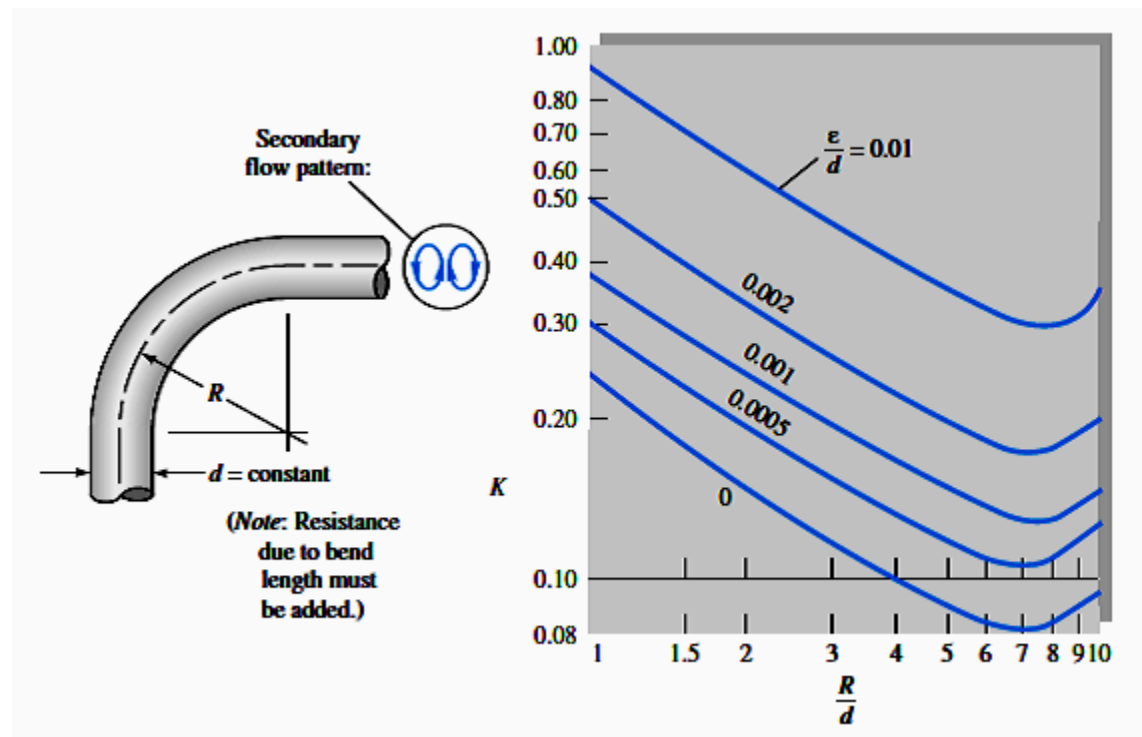 Secondary
flow pattern:
R
d = constant
(Note: Resistance
due to bend
length must
be added.)
K
1.00
0.80
0.70
0.60
0.50
0.40
0.30
0.20
0.10
0.08
ε/d = 0.01
0.002
0.001
0.0005
0
1 1.5 2 3 4 5 6 7 8 9 10
R
d